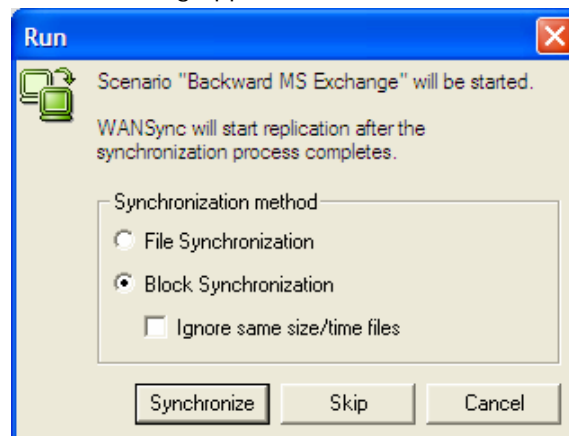 Run
Scenario "Backward MS Exchange" will be started.
WANSync will start replication after the
synchronization process completes.
Synchronization method
File Synchronization
Block Synchronization
Ignore same size/time files
Synchronize Skip Cancel